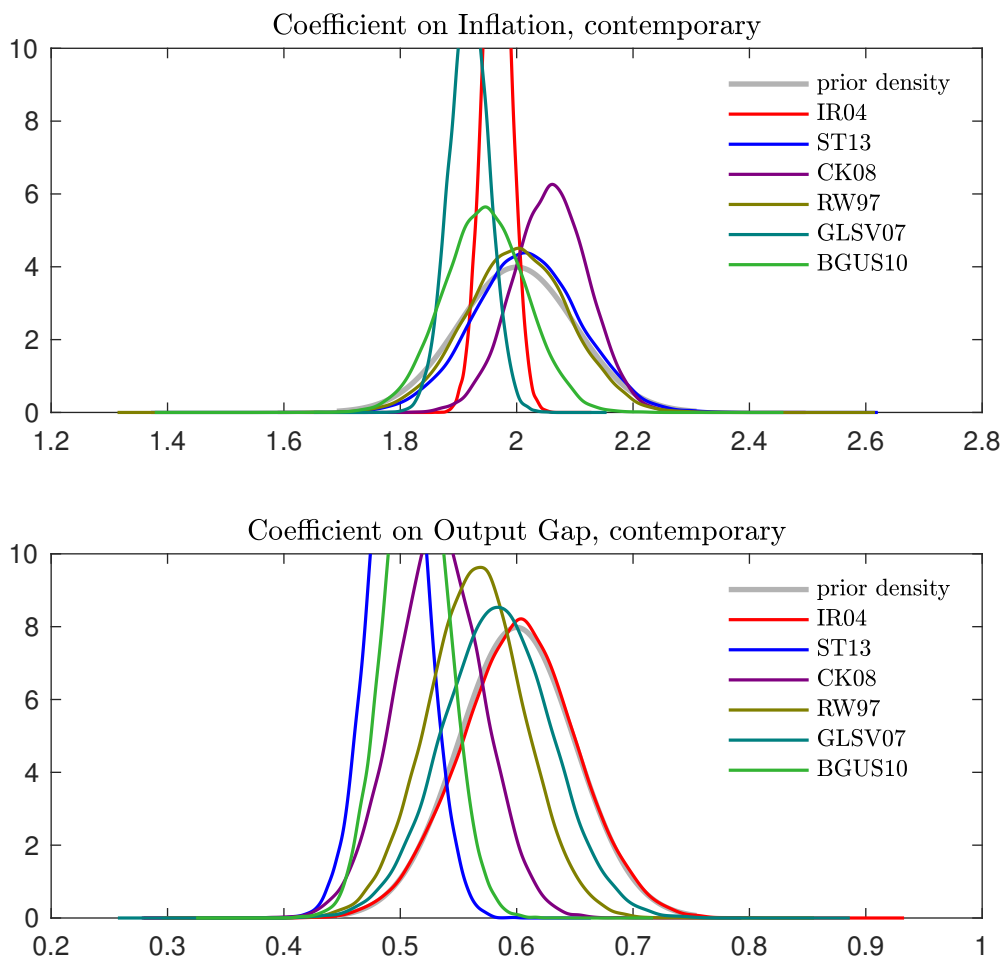 Coefficient on Inflation, contemporary
10
8
6
4
2
0
prior density
IR04
ST13
CK08
RW97
GLSV07
BGUS10
1.2 1.4 1.6 1.8 2 2.2 2.4 2.6 2.8
Coefficient on Output Gap, contemporary
10
8
6
4
2
0
prior density
IR04
ST13
CK08
RW97
GLSV07
BGUS10
0.2 0.3 0.4 0.5 0.6 0.7 0.8 0.9 1